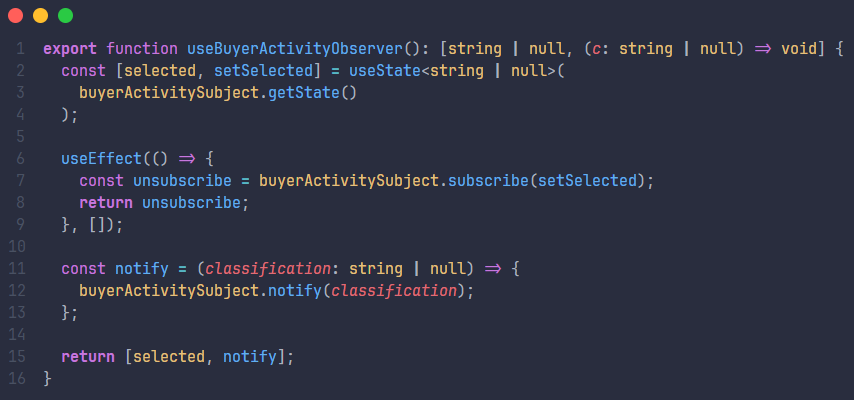 1 export function useBuyerActivityObserver(): [string | null, (c: string | null) => void] {
2   const [selected, setSelected] = useState<string | null>(
3     buyerActivitySubject.getState()
4   );
5
6   useEffect(() => {
7     const unsubscribe = buyerActivitySubject.subscribe(setSelected);
8     return unsubscribe;
9   }, []);
10
11   const notify = (classification: string | null) => {
12     buyerActivitySubject.notify(classification);
13   };
14
15   return [selected, notify];
16 }